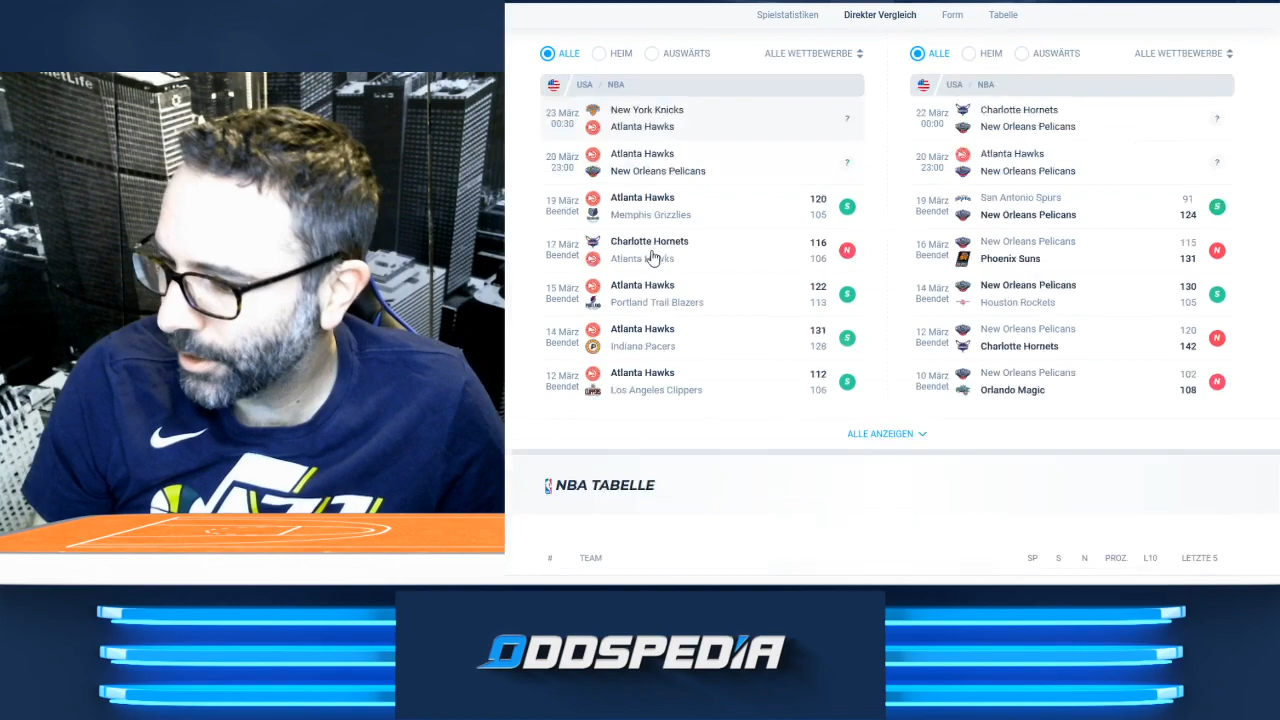 etLife
JAZZ
Spielstatistiken Direkter Vergleich Form Tabelle
ALLE HEIM AUSWÄRTS ALLE WETTBEWERBE
USA / NBA
23 März 00:30 New York Knicks Atlanta Hawks ?
20 März 23:00 Atlanta Hawks New Orleans Pelicans ?
19 März Beendet Atlanta Hawks 120 Memphis Grizzlies 105 S
17 März Beendet Charlotte Hornets 116 Atlanta Hawks 106 N
15 März Beendet Atlanta Hawks 122 Portland Trail Blazers 113 S
14 März Beendet Atlanta Hawks 131 Indiana Pacers 128 S
12 März Beendet Atlanta Hawks 112 Los Angeles Clippers 106 S
ALLE HEIM AUSWÄRTS ALLE WETTBEWERBE
USA / NBA
22 März 00:00 Charlotte Hornets New Orleans Pelicans ?
20 März 23:00 Atlanta Hawks New Orleans Pelicans ?
19 März Beendet San Antonio Spurs 91 New Orleans Pelicans 124 S
16 März Beendet New Orleans Pelicans 115 Phoenix Suns 131 N
14 März Beendet New Orleans Pelicans 130 Houston Rockets 105 S
12 März Beendet New Orleans Pelicans 120 Charlotte Hornets 142 N
10 März Beendet New Orleans Pelicans 102 Orlando Magic 108 N
ALLE ANZEIGEN
NBA TABELLE
# TEAM SP S N PROZ. L10 LETZTE 5
ODDSPEDIA